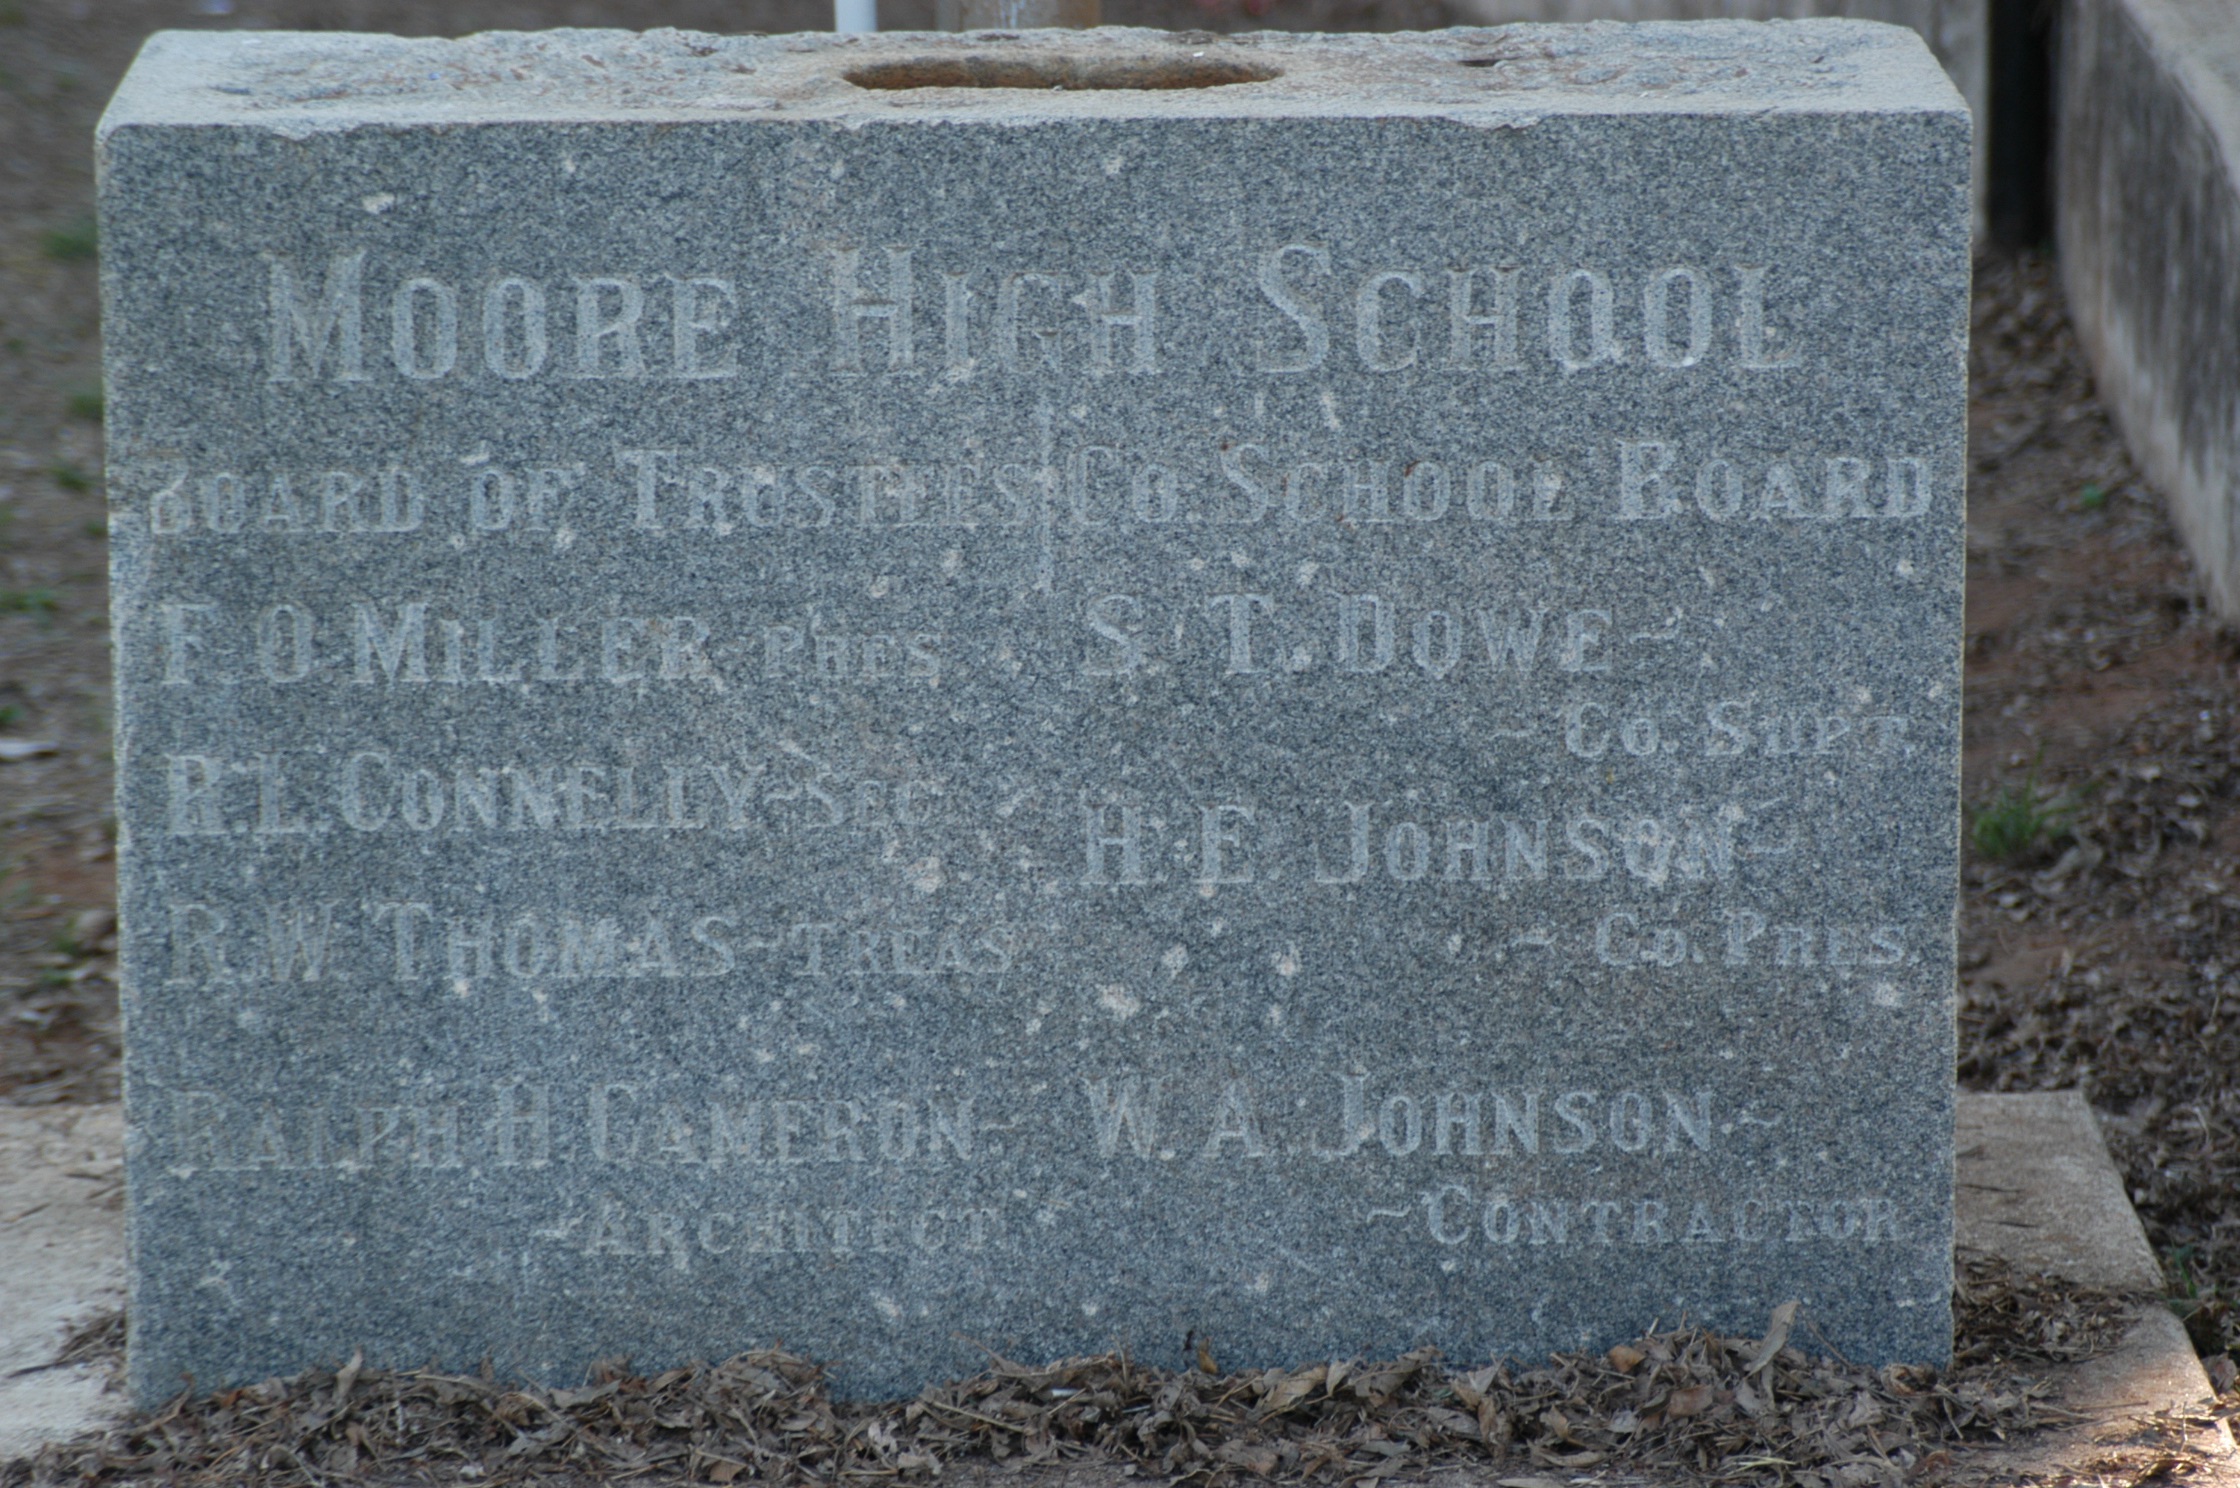 MOORE HIGH SCHOOL
BOARD OF TRUSTEES
F. O. MILLER PRES
R. L. CONNELLY~SEC
R. W. THOMAS~TREAS
RALPH H CAMERON~
~ARCHITECT
CO. SCHOOL BOARD
S. T. DOWE~
~CO. SUPT.
H. E. JOHNSON~
~CO. PRES.
W. A. JOHNSON~
~CONTRACTOR